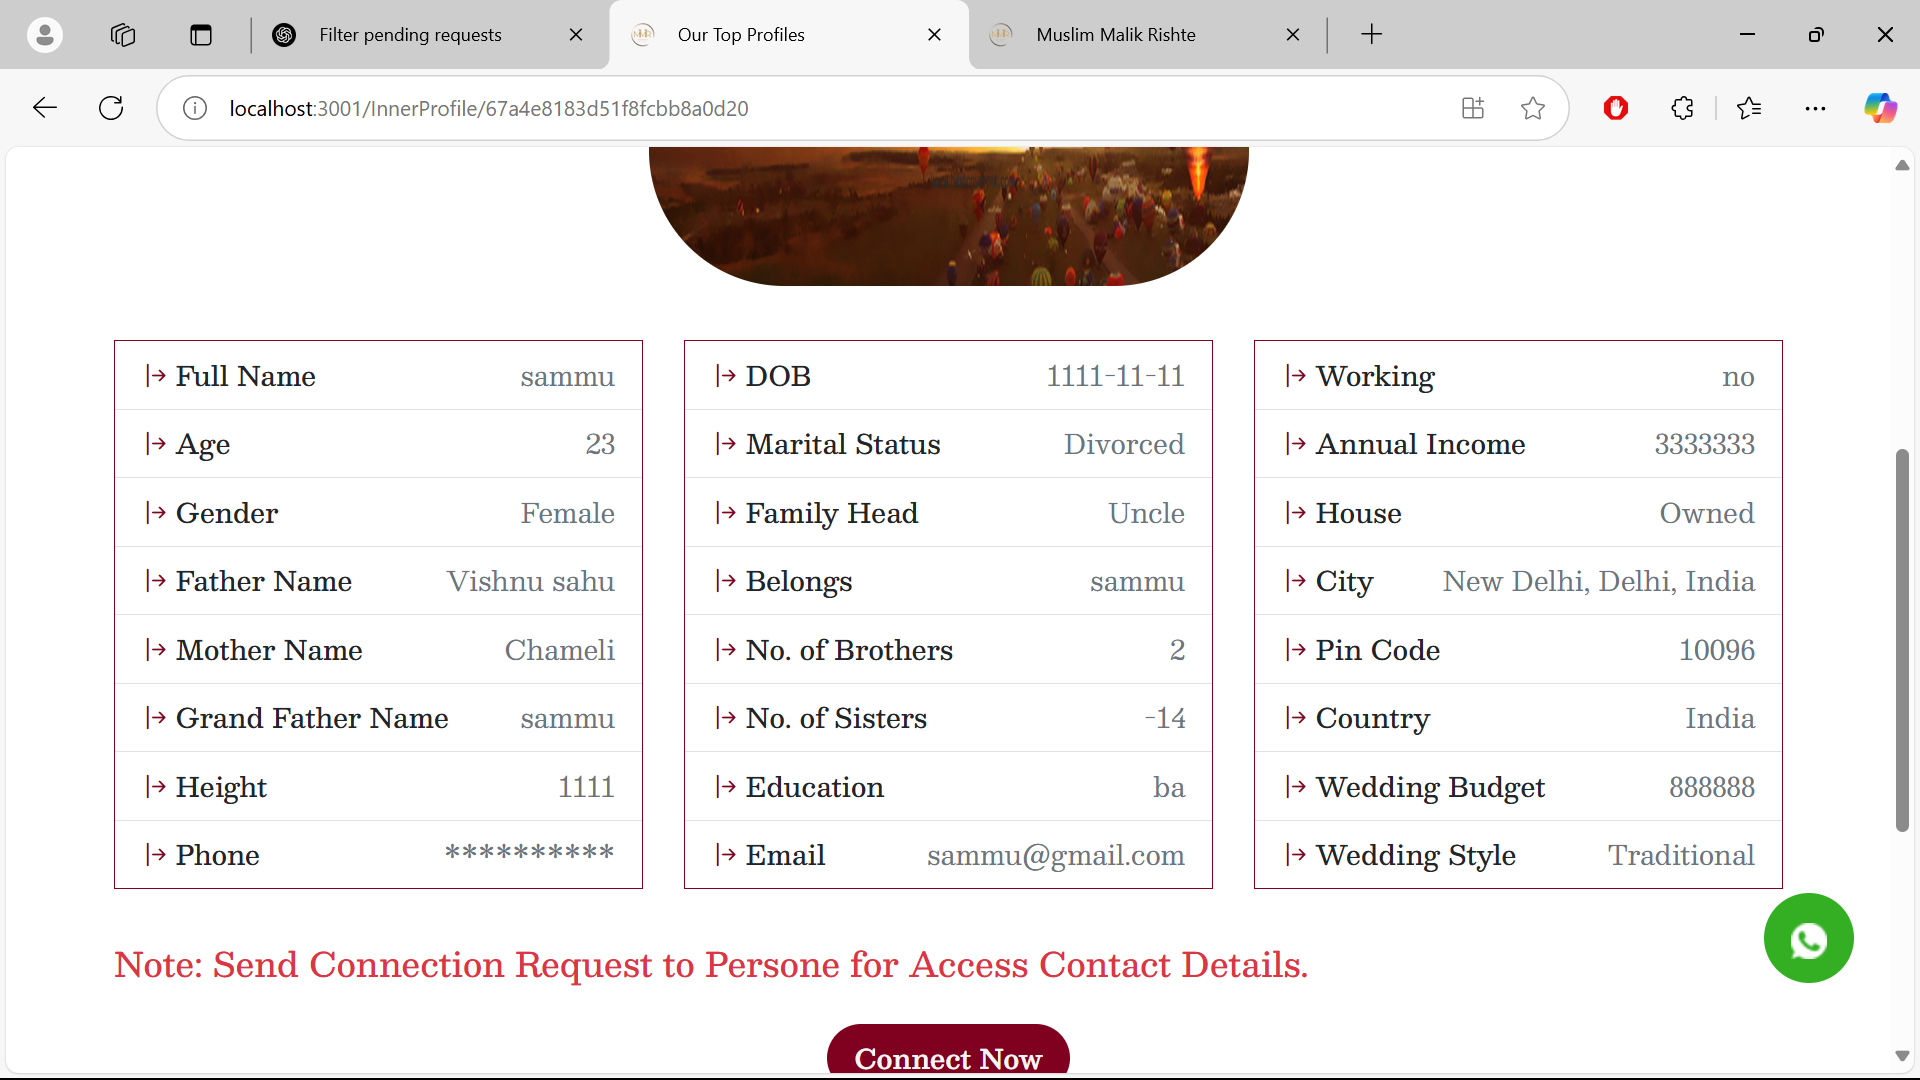 Filter pending requests
Our Top Profiles
Muslim Malik Rishte
localhost:3001/InnerProfile/67a4e8183d51f8fcbb8a0d20
Full Name sammu
Age 23
Gender Female
Father Name Vishnu sahu
Mother Name Chameli
Grand Father Name sammu
Height 1111
Phone **********
DOB 1111-11-11
Marital Status Divorced
Family Head Uncle
Belongs sammu
No. of Brothers 2
No. of Sisters -14
Education ba
Email sammu@gmail.com
Working no
Annual Income 3333333
House Owned
City New Delhi, Delhi, India
Pin Code 10096
Country India
Wedding Budget 888888
Wedding Style Traditional
Note: Send Connection Request to Persone for Access Contact Details.
Connect Now